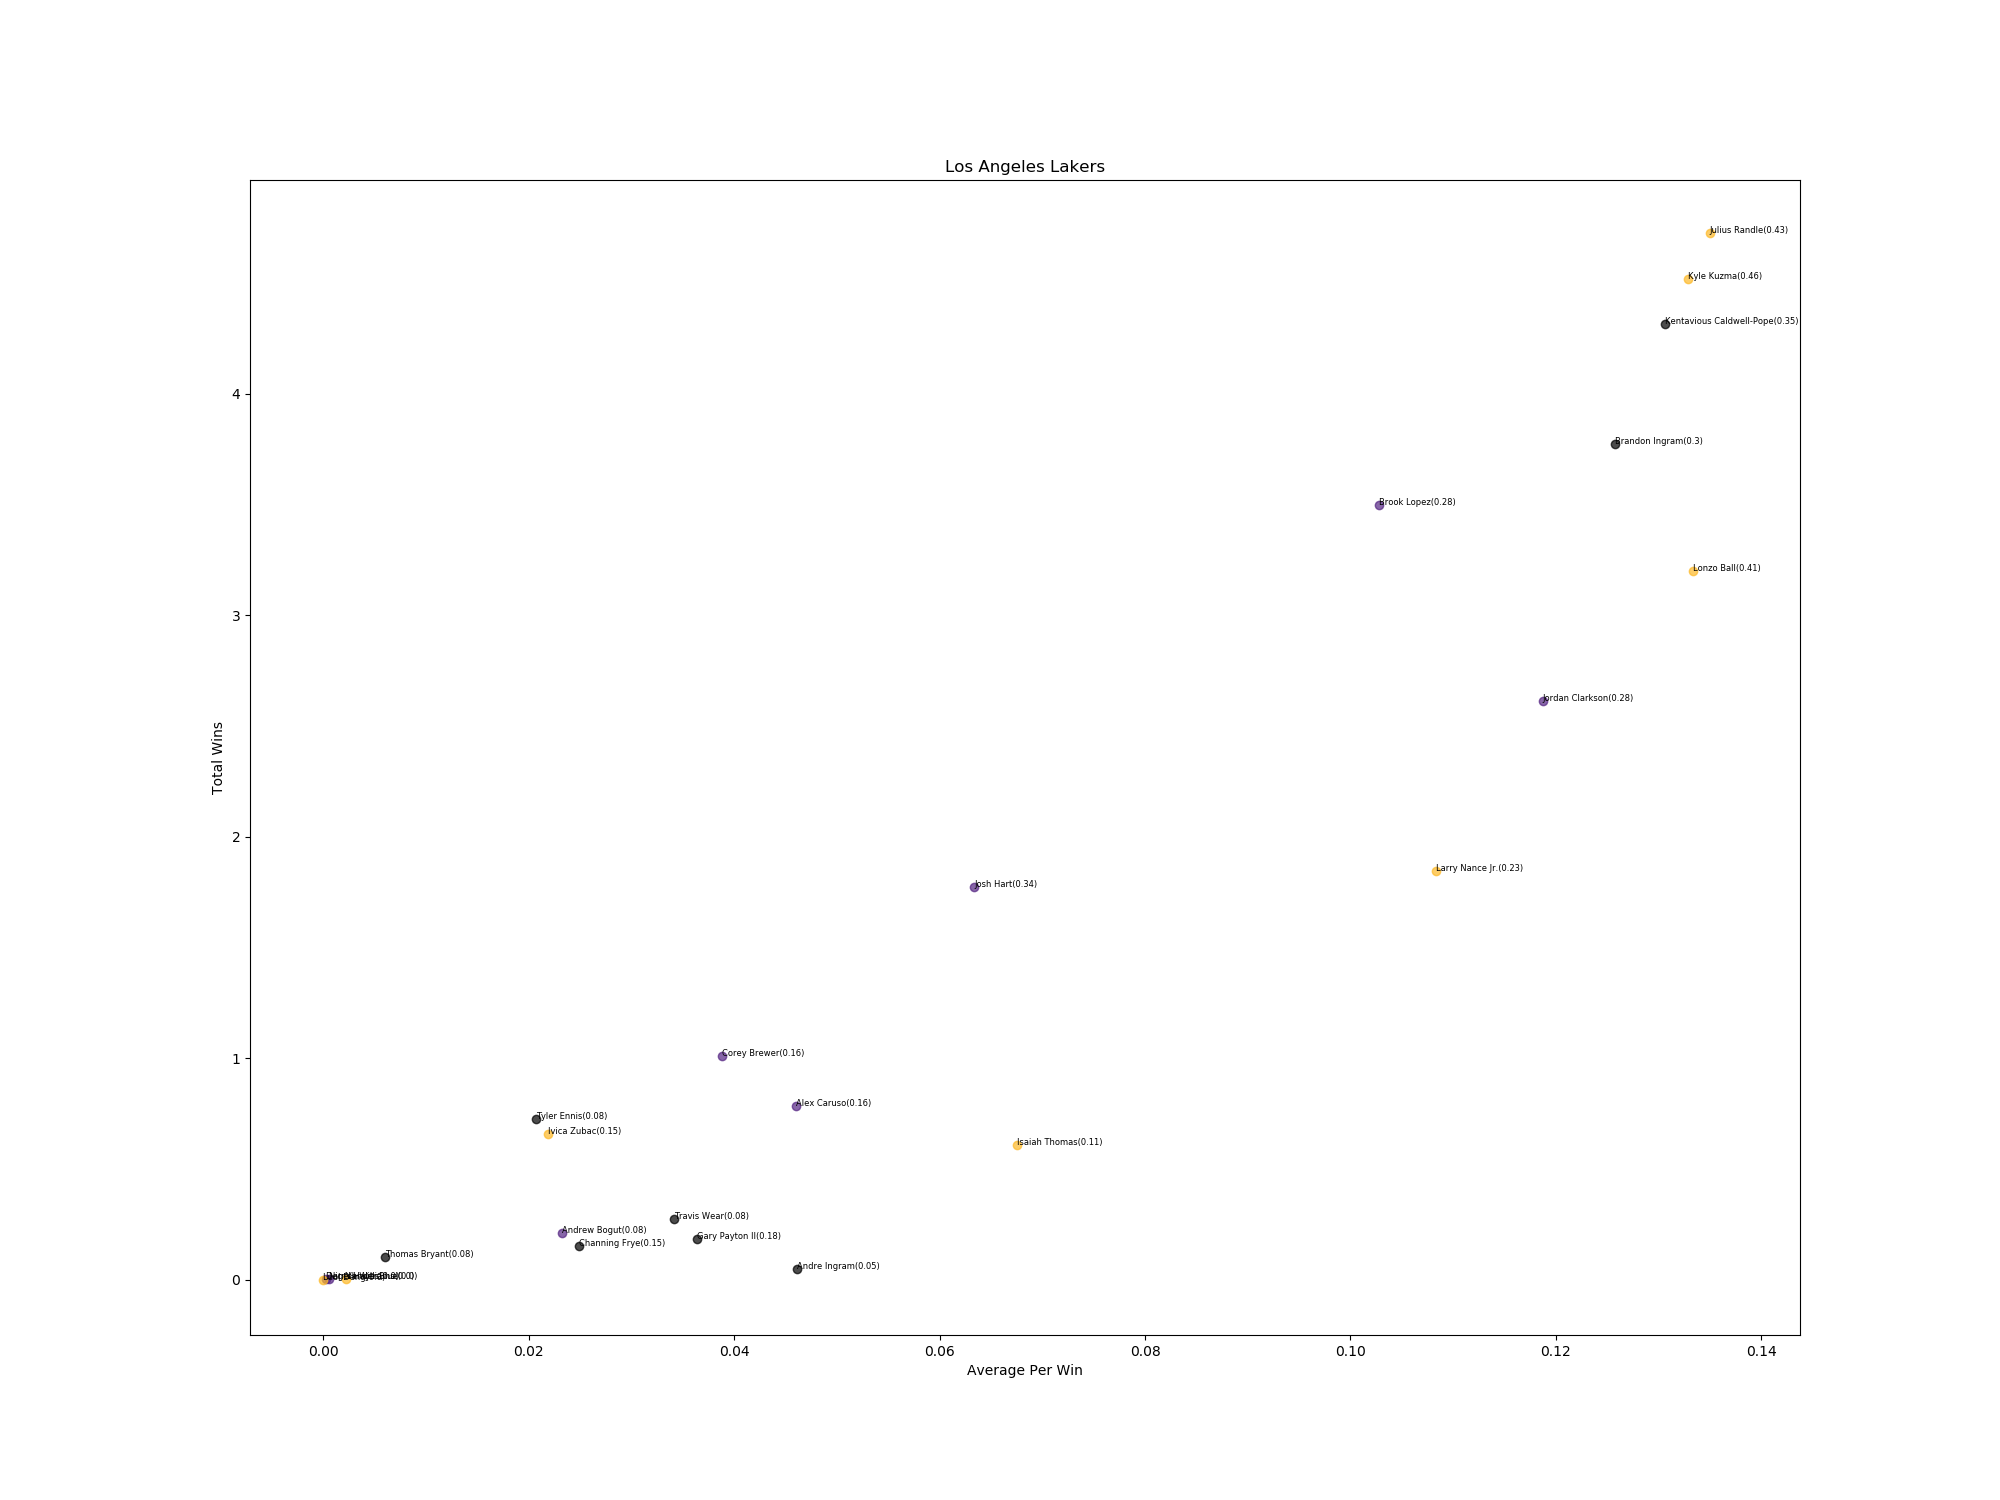 Los Angeles Lakers
Julius Randle(0.43)
Kyle Kuzma(0.46)
Kentavious Caldwell-Pope(0.35)
4
Brandon Ingram(0.3)
Brook Lopez(0.28)
Lonzo Ball(0.41)
3
Jordan Clarkson(0.28)
Total Wins
2
Larry Nance Jr.(0.23)
Josh Hart(0.34)
1
Corey Brewer(0.16)
Alex Caruso(0.16)
Tyler Ennis(0.08)
Ivica Zubac(0.15)
Isaiah Thomas(0.11)
Travis Wear(0.08)
Andrew Bogut(0.08)
Gary Payton II(0.18)
Channing Frye(0.15)
Thomas Bryant(0.08)
Andre Ingram(0.05)
0
0.00 0.02 0.04 0.06 0.08 0.10 0.12 0.14
Average Per Win